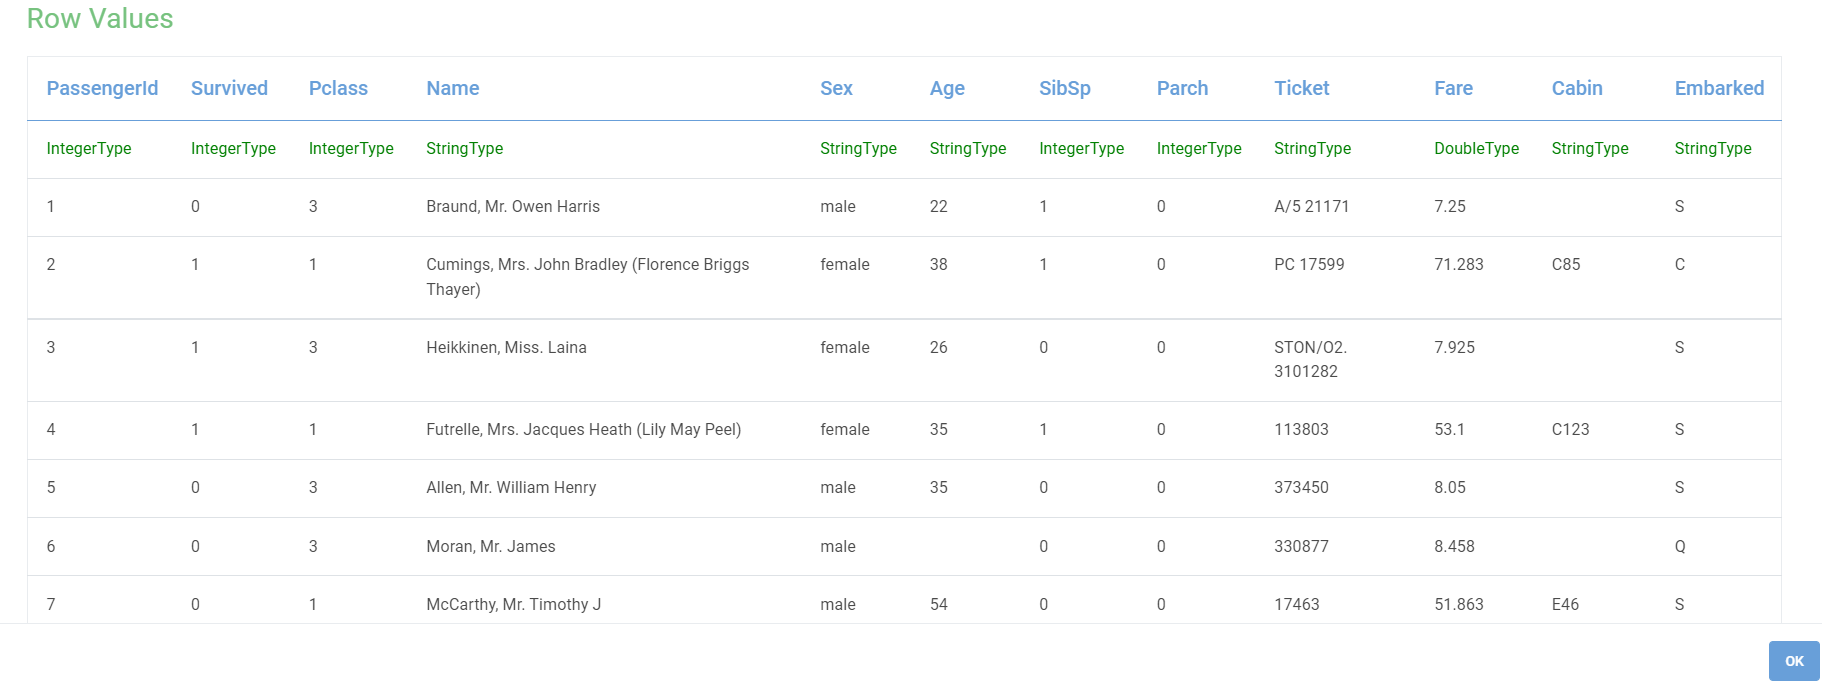 Row Values
PassengerId Survived Pclass Name Sex Age SibSp Parch Ticket Fare Cabin Embarked
IntegerType IntegerType IntegerType StringType StringType StringType IntegerType IntegerType StringType DoubleType StringType StringType
1 0 3 Braund, Mr. Owen Harris male 22 1 0 A/5 21171 7.25 S
2 1 1 Cumings, Mrs. John Bradley (Florence Briggs female 38 1 0 PC 17599 71.283 C85 C
Thayer)
3 1 3 Heikkinen, Miss. Laina female 26 0 0 STON/O2. 7.925 S
3101282
4 1 1 Futrelle, Mrs. Jacques Heath (Lily May Peel) female 35 1 0 113803 53.1 C123 S
5 0 3 Allen, Mr. William Henry male 35 0 0 373450 8.05 S
6 0 3 Moran, Mr. James male 0 0 330877 8.458 Q
7 0 1 McCarthy, Mr. Timothy J male 54 0 0 17463 51.863 E46 S
OK